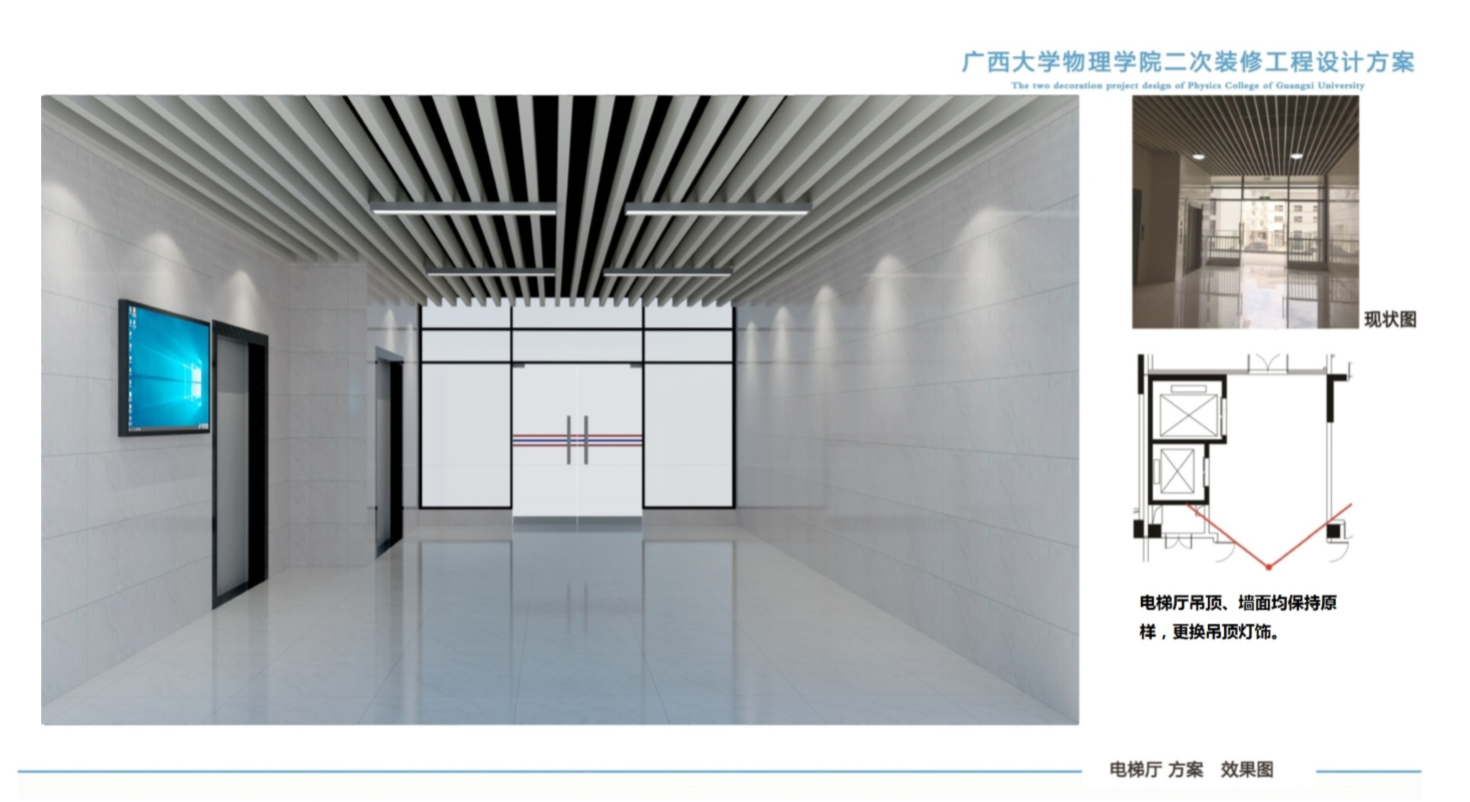 广西大学物理学院二次装修工程设计方案
The two decoration project design of Physics College of Guangxi University
现状图
电梯厅吊顶、墙面均保持原
样，更换吊顶灯饰。
电梯厅 方案 效果图